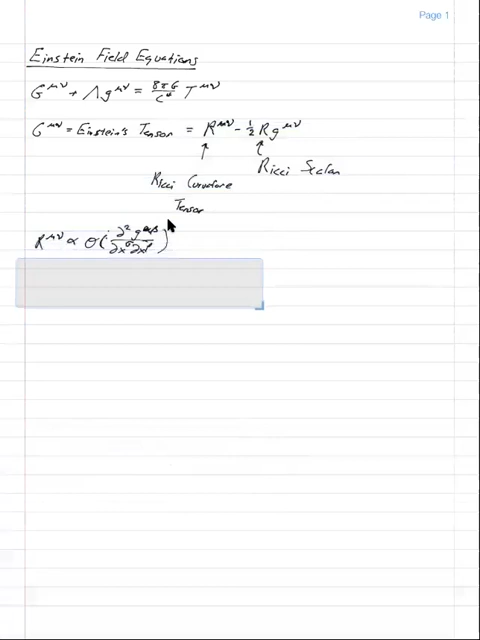 Page 1
Einstein Field Equations
G^μν + Λg^μν = 8πG/c⁴ T^μν
G^μν = Einstein's Tensor = R^μν - ½Rg^μν
Ricci Scalar
Ricci Curvature
Tensor
R^μν ∝ O(∂²g^αβ/∂x^σ∂x^ρ)